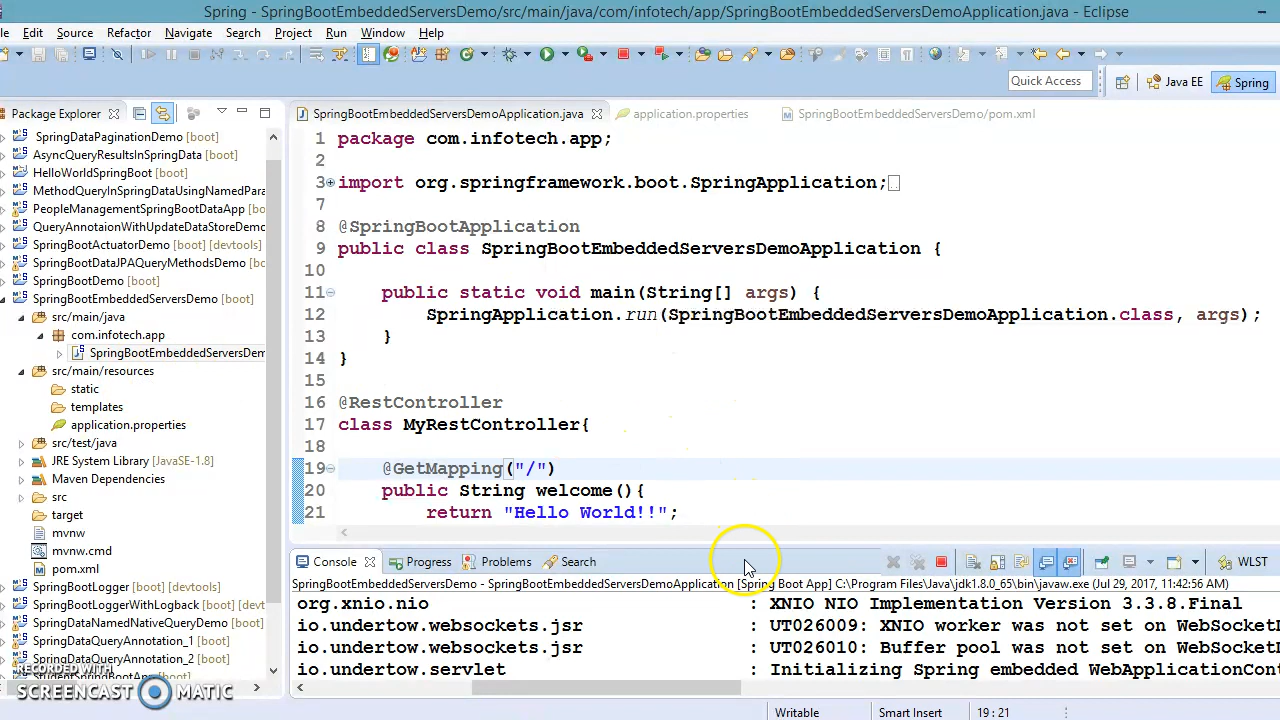 Spring - SpringBootEmbeddedServersDemo/src/main/java/com/infotech/app/SpringBootEmbeddedServersDemoApplication.java - Eclipse
le Edit Source Refactor Navigate Search Project Run Window Help
Quick Access
Java EE
Spring
Package Explorer
SpringDataPaginationDemo [boot]
AsyncQueryResultsInSpringData [boot]
HelloWorldSpringBoot [boot]
MethodQueryInSpringDataUsingNamedPara
PeopleManagementSpringBootDataApp
QueryAnnotaionWithUpdateDataStoreDemo
SpringBootActuatorDemo [boot] [devtools]
SpringBootDataJPAQueryMethodsDemo [boot]
SpringBootDemo [boot]
SpringBootEmbeddedServersDemo [boot]
src/main/java
com.infotech.app
SpringBootEmbeddedServersDem
src/main/resources
static
templates
application.properties
src/test/java
JRE System Library [JavaSE-1.8]
Maven Dependencies
src
target
mvnw
mvnw.cmd
pom.xml
SpringBootLogger [boot] [devtools]
SpringBootLoggerWithLogback [boot]
SpringDataNamedNativeQueryDemo [boot]
SpringDataQueryAnnotation_1 [boot]
SpringDataQueryAnnotation_2 [boot]
SpringBootEmbeddedServersDemoApplication.java
application.properties
SpringBootEmbeddedServersDemo/pom.xml
1 package com.infotech.app;
2
3 import org.springframework.boot.SpringApplication;
7
8 @SpringBootApplication
9 public class SpringBootEmbeddedServersDemoApplication {
10
11 public static void main(String[] args) {
12 SpringApplication.run(SpringBootEmbeddedServersDemoApplication.class, args);
13 }
14 }
15
16 @RestController
17 class MyRestController{
18
19 @GetMapping("/")
20 public String welcome(){
21 return "Hello World!!";
Console Progress Problems Search
WLST
SpringBootEmbeddedServersDemo - SpringBootEmbeddedServersDemoApplication [Spring Boot App] C:\Program Files\Java\jdk1.8.0_65\bin\javaw.exe (Jul 29, 2017, 11:42:56 AM)
org.xnio.nio : XNIO NIO Implementation Version 3.3.8.Final
io.undertow.websockets.jsr : UT026009: XNIO worker was not set on WebSocketD
io.undertow.websockets.jsr : UT026010: Buffer pool was not set on WebSocketD
io.undertow.servlet : Initializing Spring embedded WebApplicationCont
RECORDED WITH
SCREENCAST MATIC
Writable
Smart Insert
19 : 21